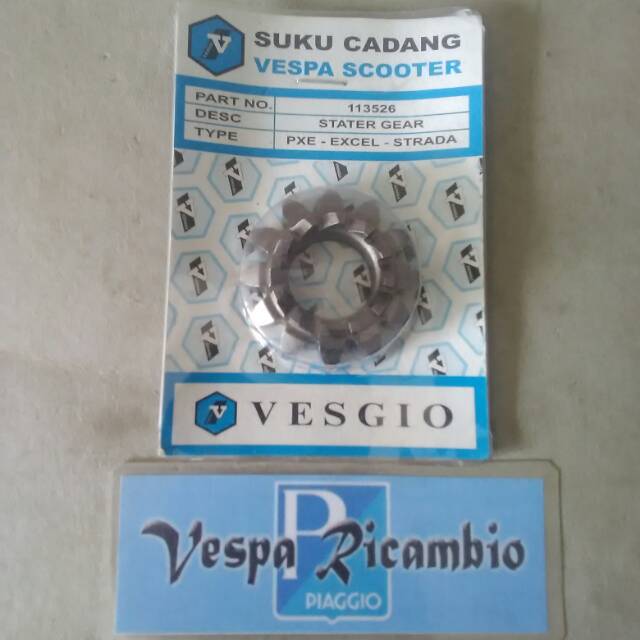 SUKU CADANG
VESPA SCOOTER
PART NO. 113526
DESC STATER GEAR
TYPE PXE - EXCEL - STRADA
VESGIO
Vespa Ricambio
P
PIAGGIO